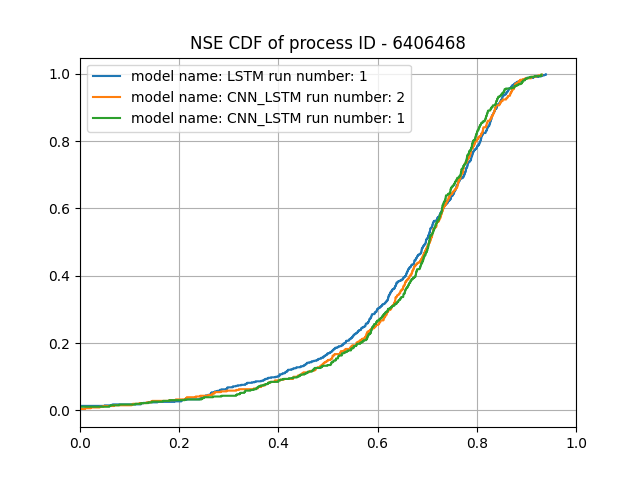 NSE CDF of process ID - 6406468
model name: LSTM run number: 1
model name: CNN_LSTM run number: 2
model name: CNN_LSTM run number: 1
1.0
0.8
0.6
0.4
0.2
0.0
0.0 0.2 0.4 0.6 0.8 1.0